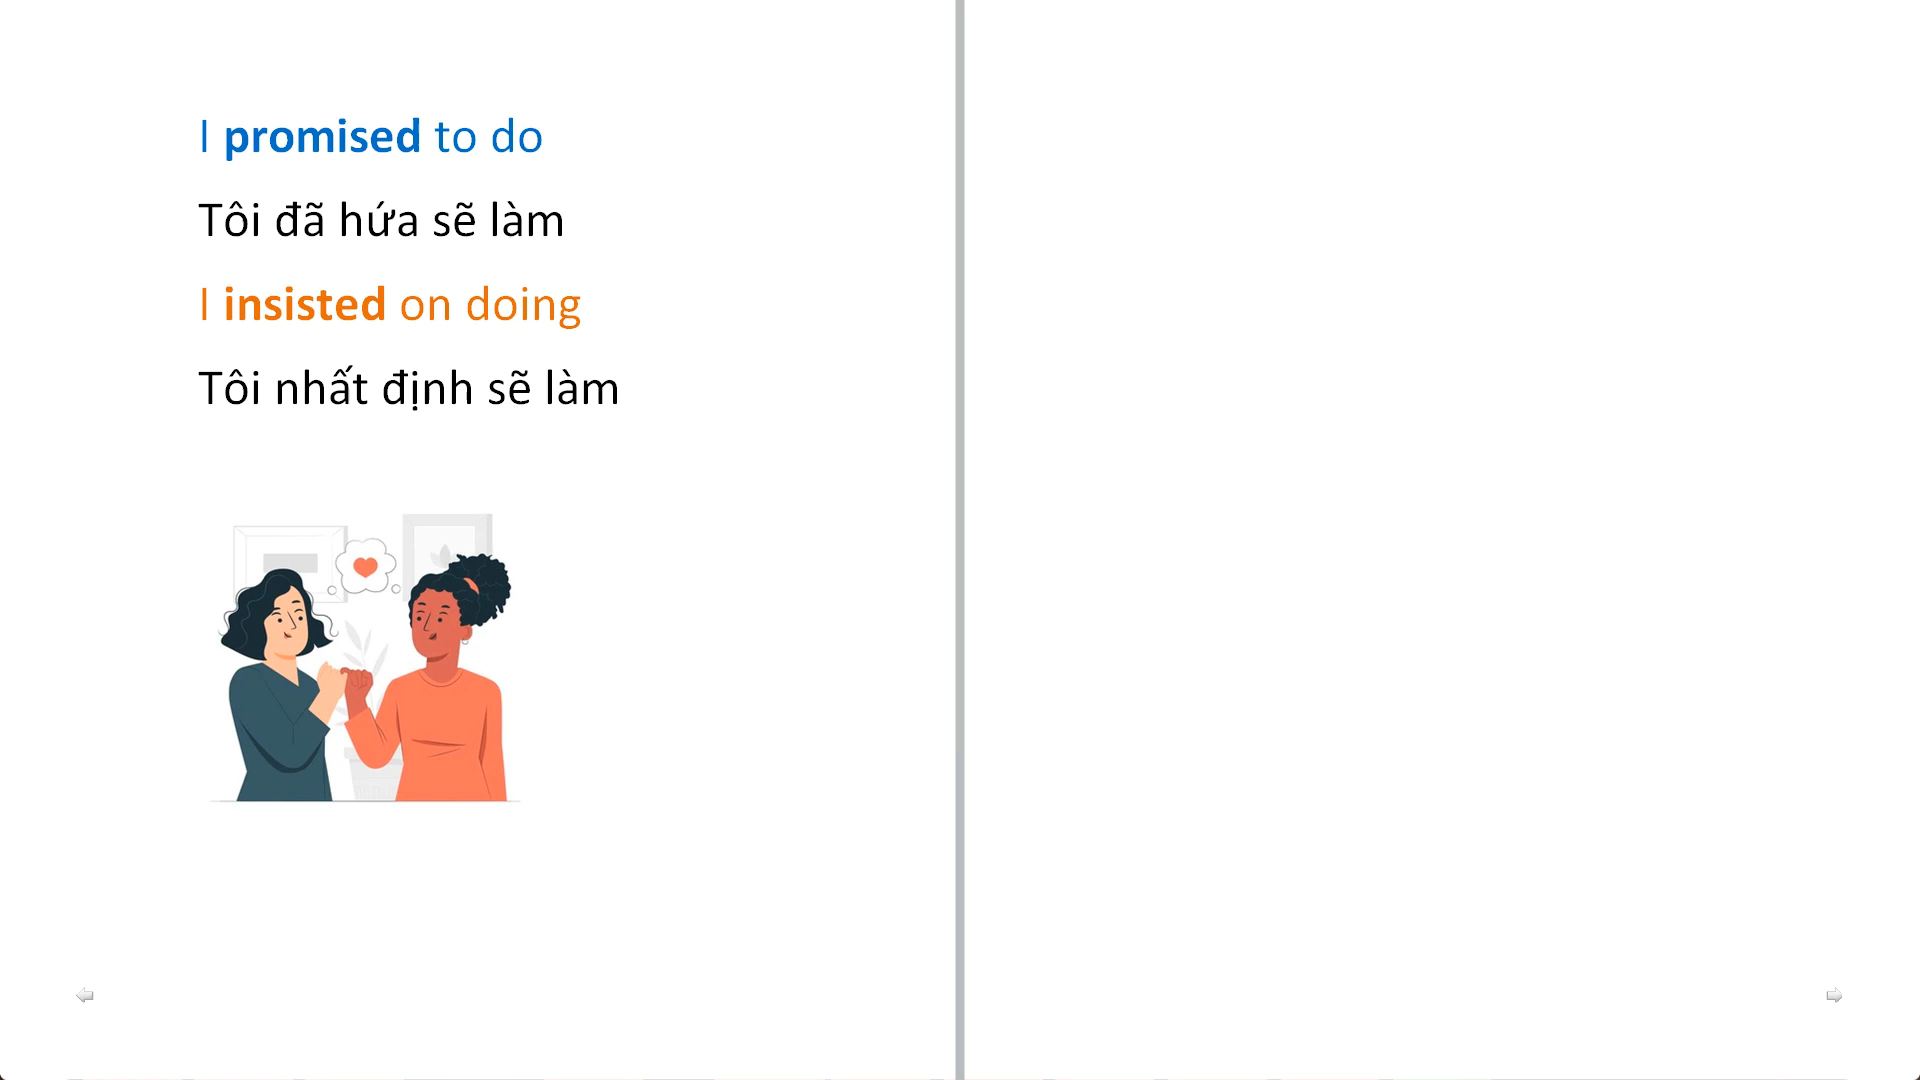 I promised to do
Tôi đã hứa sẽ làm
I insisted on doing
Tôi nhất định sẽ làm